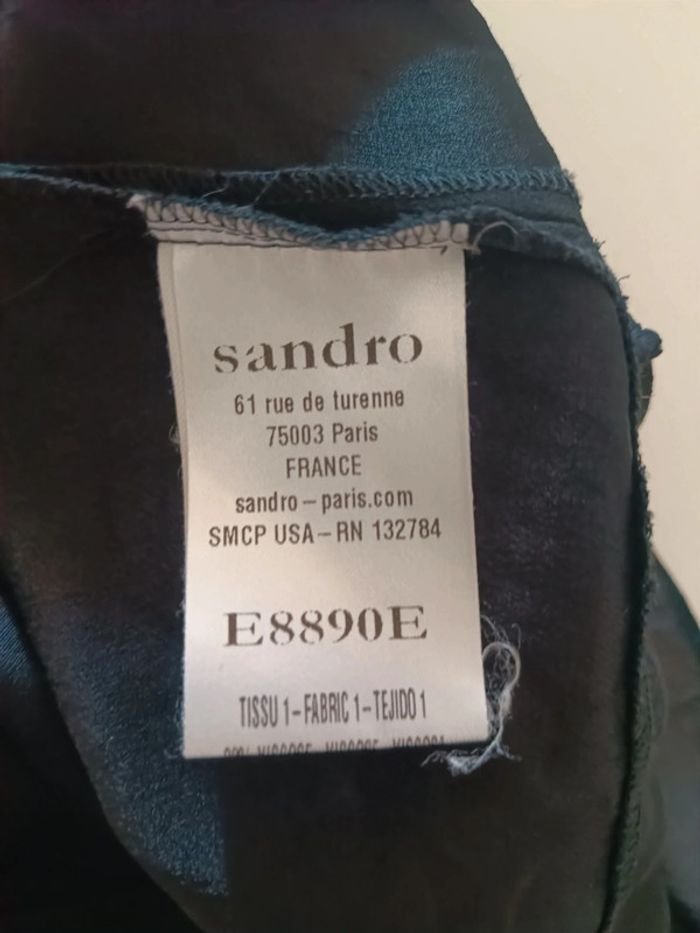 sandro
61 rue de turenne
75003 Paris
FRANCE
sandro – paris.com
SMCP USA – RN 132784
E8890E
TISSU 1 – FABRIC 1 – TEJIDO 1